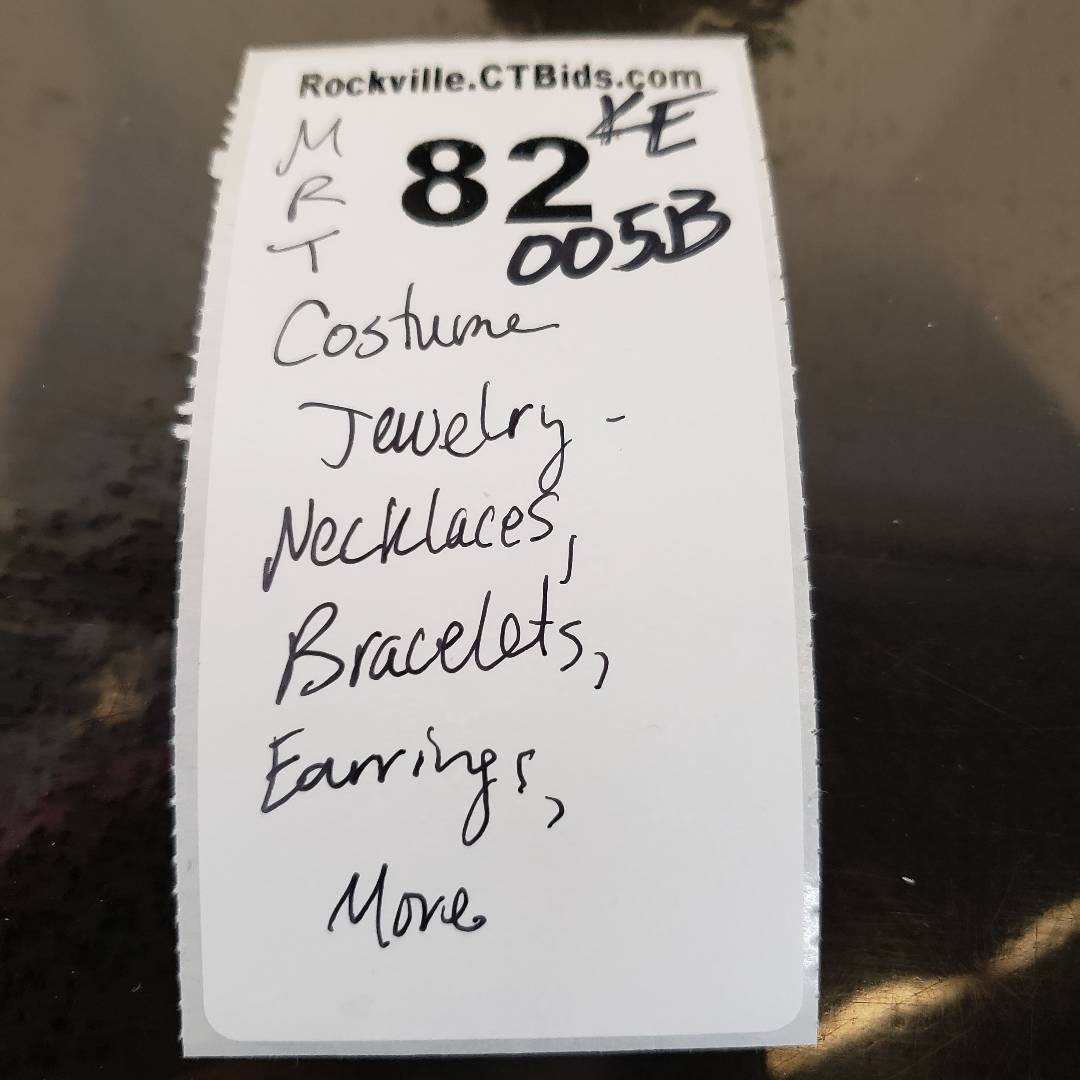 Rockville.CTBids.com
M
R
T
82
KE
005B
Costume
Jewelry -
Necklaces,
Bracelets,
Earrings,
More